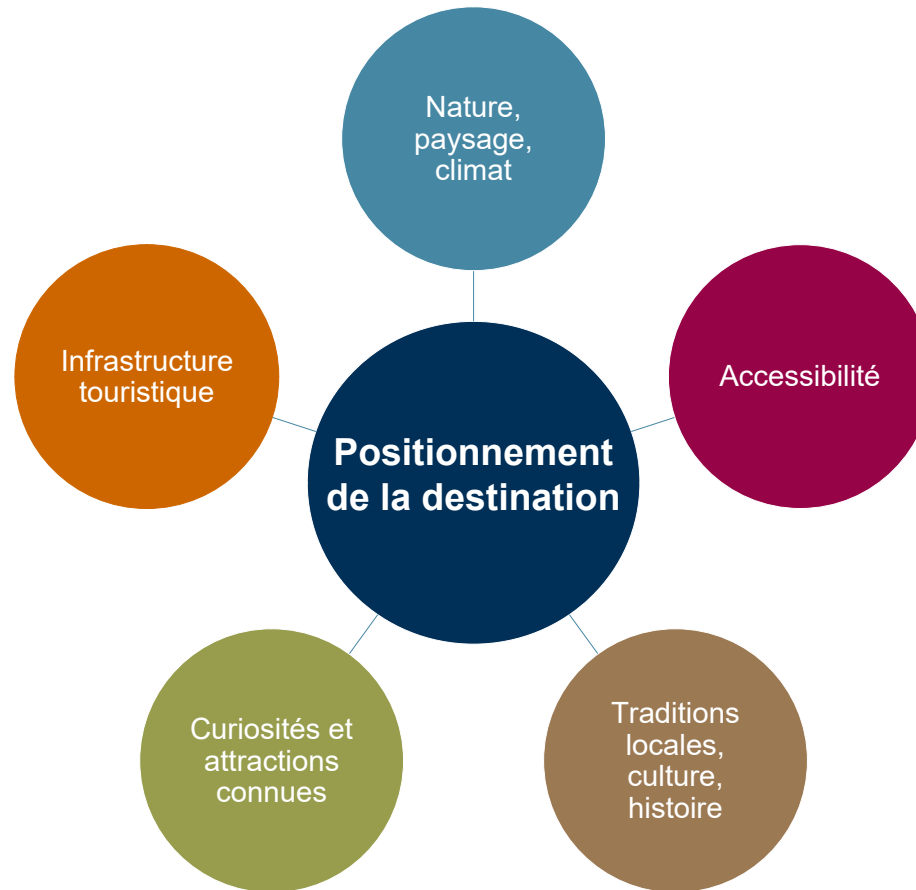 Nature,
paysage,
climat
Infrastructure
touristique
Accessibilité
Positionnement
de la destination
Curiosités et
attractions
connues
Traditions
locales,
culture,
histoire